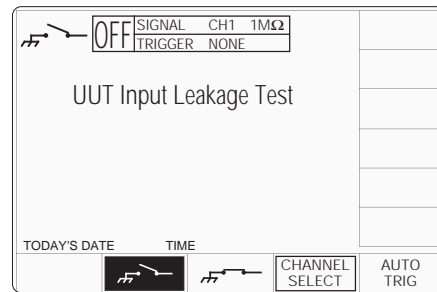 OFF SIGNAL CH1 1MΩ
TRIGGER NONE
UUT Input Leakage Test
TODAY'S DATE TIME
CHANNEL SELECT
AUTO TRIG